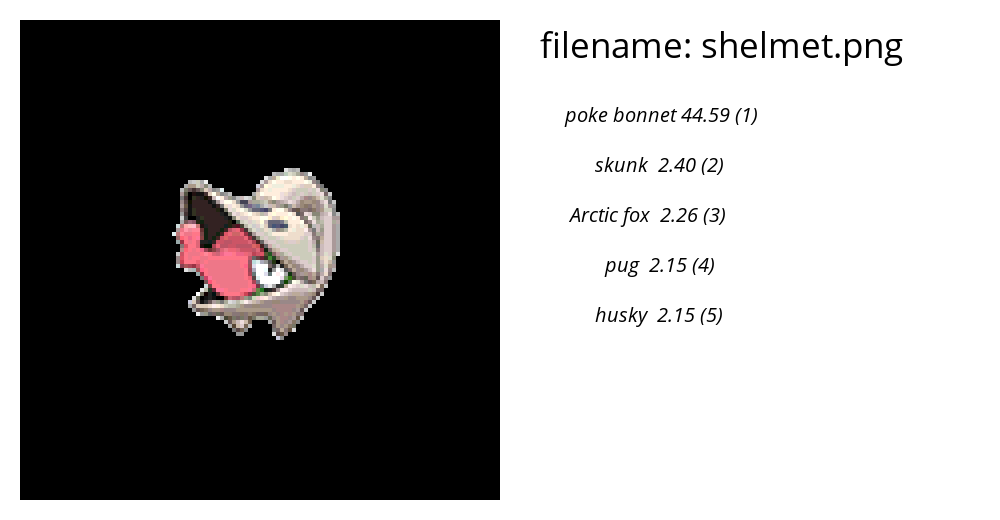 filename: shelmet.png
poke bonnet 44.59 (1)
skunk 2.40 (2)
Arctic fox 2.26 (3)
pug 2.15 (4)
husky 2.15 (5)